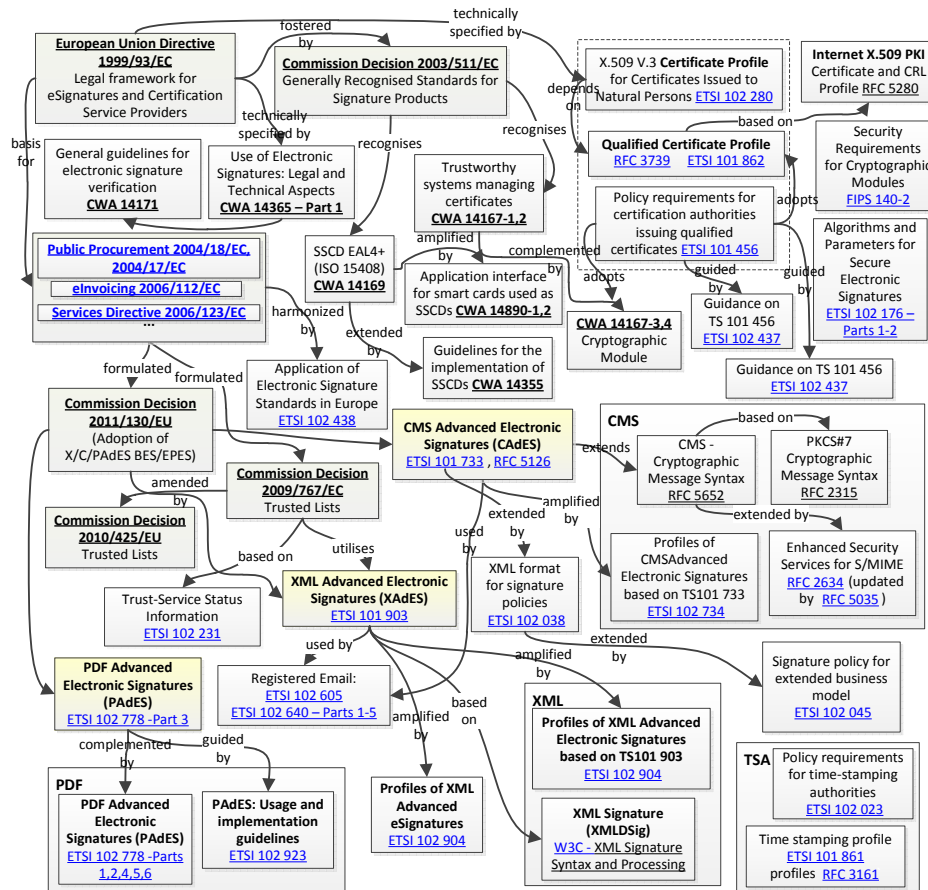 fostered
by
technically
specified by
European Union Directive
1999/93/EC
Legal framework for
eSignatures and Certification
Service Providers
Commission Decision 2003/511/EC
Generally Recognised Standards for
Signature Products
X.509 V.3 Certificate Profile
for Certificates Issued to
Natural Persons ETSI 102 280
Internet X.509 PKI
Certificate and CRL
Profile RFC 5280
depends
on
based on
Qualified Certificate Profile
RFC 3739 ETSI 101 862
basis
for
technically
specified by
recognises
recognises
General guidelines for
electronic signature
verification
CWA 14171
Use of Electronic
Signatures: Legal and
Technical Aspects
CWA 14365 – Part 1
Trustworthy
systems managing
certificates
CWA 14167-1,2
Policy requirements for
certification authorities
issuing qualified
certificates ETSI 101 456
adopts
Security
Requirements
for Cryptographic
Modules
FIPS 140-2
Public Procurement 2004/18/EC,
2004/17/EC
eInvoicing 2006/112/EC
Services Directive 2006/123/EC
...
SSCD EAL4+
(ISO 15408)
CWA 14169
amplified
by
complemented
by
adopts
guided
by
guided
by
Application interface
for smart cards used as
SSCDs CWA 14890-1,2
Algorithms and
Parameters for
Secure
Electronic
Signatures
ETSI 102 176 –
Parts 1-2
harmonized
by
extended
by
CWA 14167-3,4
Cryptographic
Module
Guidance on
TS 101 456
ETSI 102 437
Guidelines for the
implementation of
SSCDs CWA 14355
Guidance on TS 101 456
ETSI 102 437
formulated
formulated
Application of
Electronic Signature
Standards in Europe
ETSI 102 438
Commission Decision
2011/130/EU
(Adoption of
X/C/PAdES BES/EPES)
CMS Advanced Electronic
Signatures (CAdES)
ETSI 101 733 , RFC 5126
extends
CMS
based on
CMS -
Cryptographic
Message Syntax
RFC 5652
PKCS#7
Cryptographic
Message Syntax
RFC 2315
extended by
amended
by
Commission Decision
2009/767/EC
Trusted Lists
Commission Decision
2010/425/EU
Trusted Lists
extended
by
used
by
amplified
by
Profiles of
CMSAdvanced
Electronic Signatures
based on TS101 733
ETSI 102 734
Enhanced Security
Services for S/MIME
RFC 2634 (updated
by RFC 5035 )
based on
utilises
XML format
for signature
policies
ETSI 102 038
Trust-Service Status
Information
ETSI 102 231
XML Advanced Electronic
Signatures (XAdES)
ETSI 101 903
used by
amplified
by
extended
by
Signature policy for
extended business
model
ETSI 102 045
PDF Advanced
Electronic Signatures
(PAdES)
ETSI 102 778 -Part 3
Registered Email:
ETSI 102 605
ETSI 102 640 – Parts 1-5
amplified
by
based
on
XML
Profiles of XML Advanced
Electronic Signatures
based on TS101 903
ETSI 102 904
complemented
by
guided
by
PDF
PDF Advanced
Electronic
Signatures (PAdES)
ETSI 102 778 -Parts
1,2,4,5,6
PAdES: Usage and
implementation
guidelines
ETSI 102 923
Profiles of XML
Advanced
eSignatures
ETSI 102 904
XML Signature
(XMLDSig)
W3C - XML Signature
Syntax and Processing
TSA
Policy requirements
for time-stamping
authorities
ETSI 102 023
Time stamping profile
ETSI 101 861
profiles RFC 3161